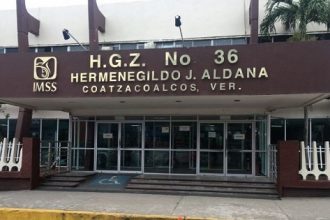 IMSS
H.G.Z. No 36
HERMENEGILDO J. ALDANA
COATZACOALCOS, VER.